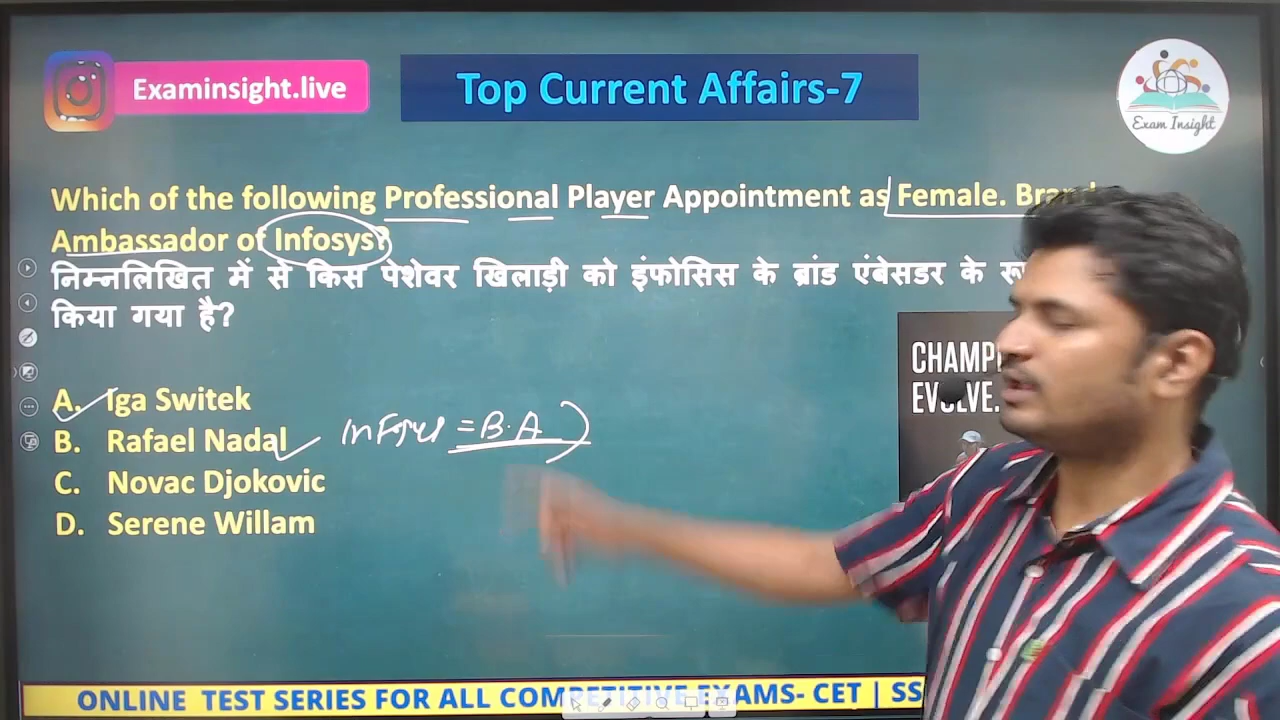 Examinsight.live
Top Current Affairs-7
Exam Insight
Which of the following Professional Player Appointment as Female. Brand
Ambassador of Infosys?
निम्नलिखित में से किस पेशेवर खिलाड़ी को इंफोसिस के ब्रांड एंबेसडर के
किया गया है?
CHAMP
EVOLVE.
A. Iga Switek
B. Rafael Nadal
C. Novac Djokovic
D. Serene Willam
Infosys = B.A
ONLINE TEST SERIES FOR ALL COMPETITIVE EXAMS- CET | SS